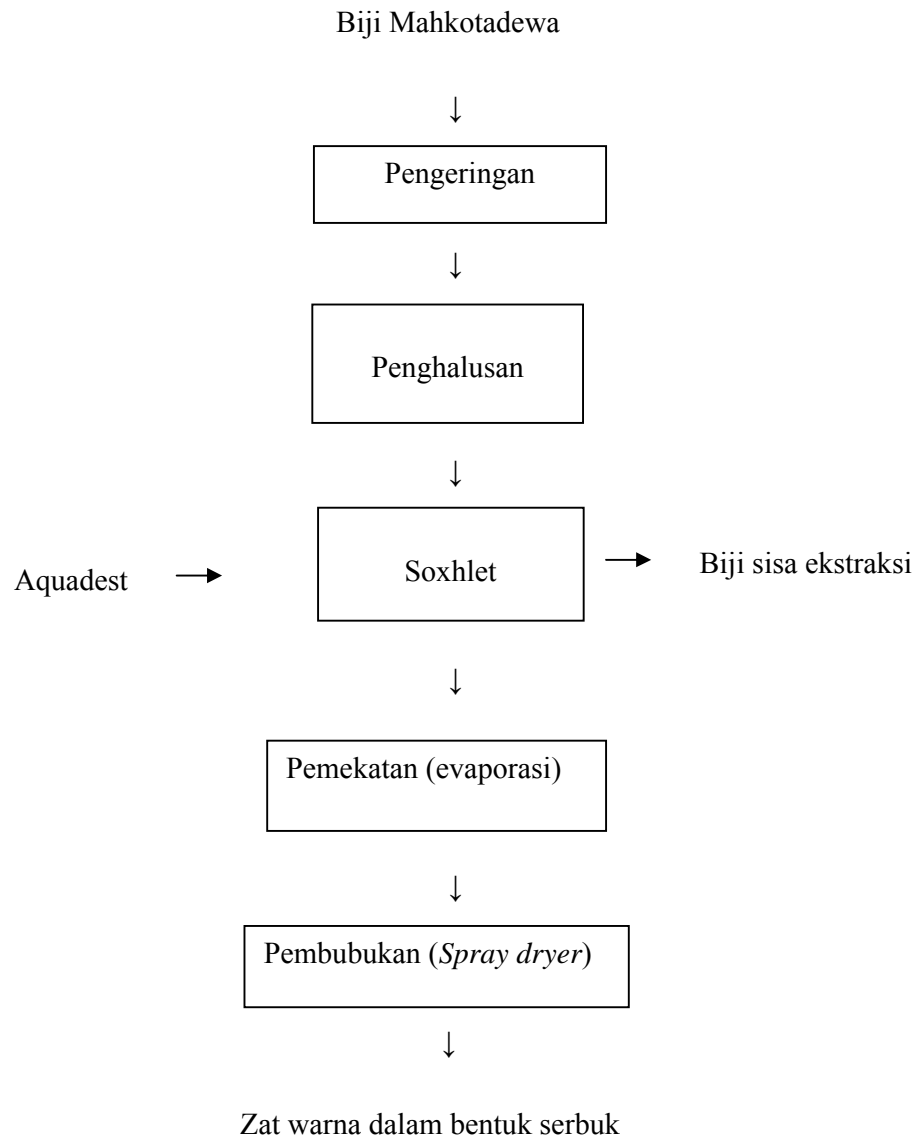 Biji Mahkotadewa
↓
Pengeringan
↓
Penghalusan
↓
Aquadest → Soxhlet → Biji sisa ekstraksi
↓
Pemekatan (evaporasi)
↓
Pembubukan (Spray dryer)
↓
Zat warna dalam bentuk serbuk